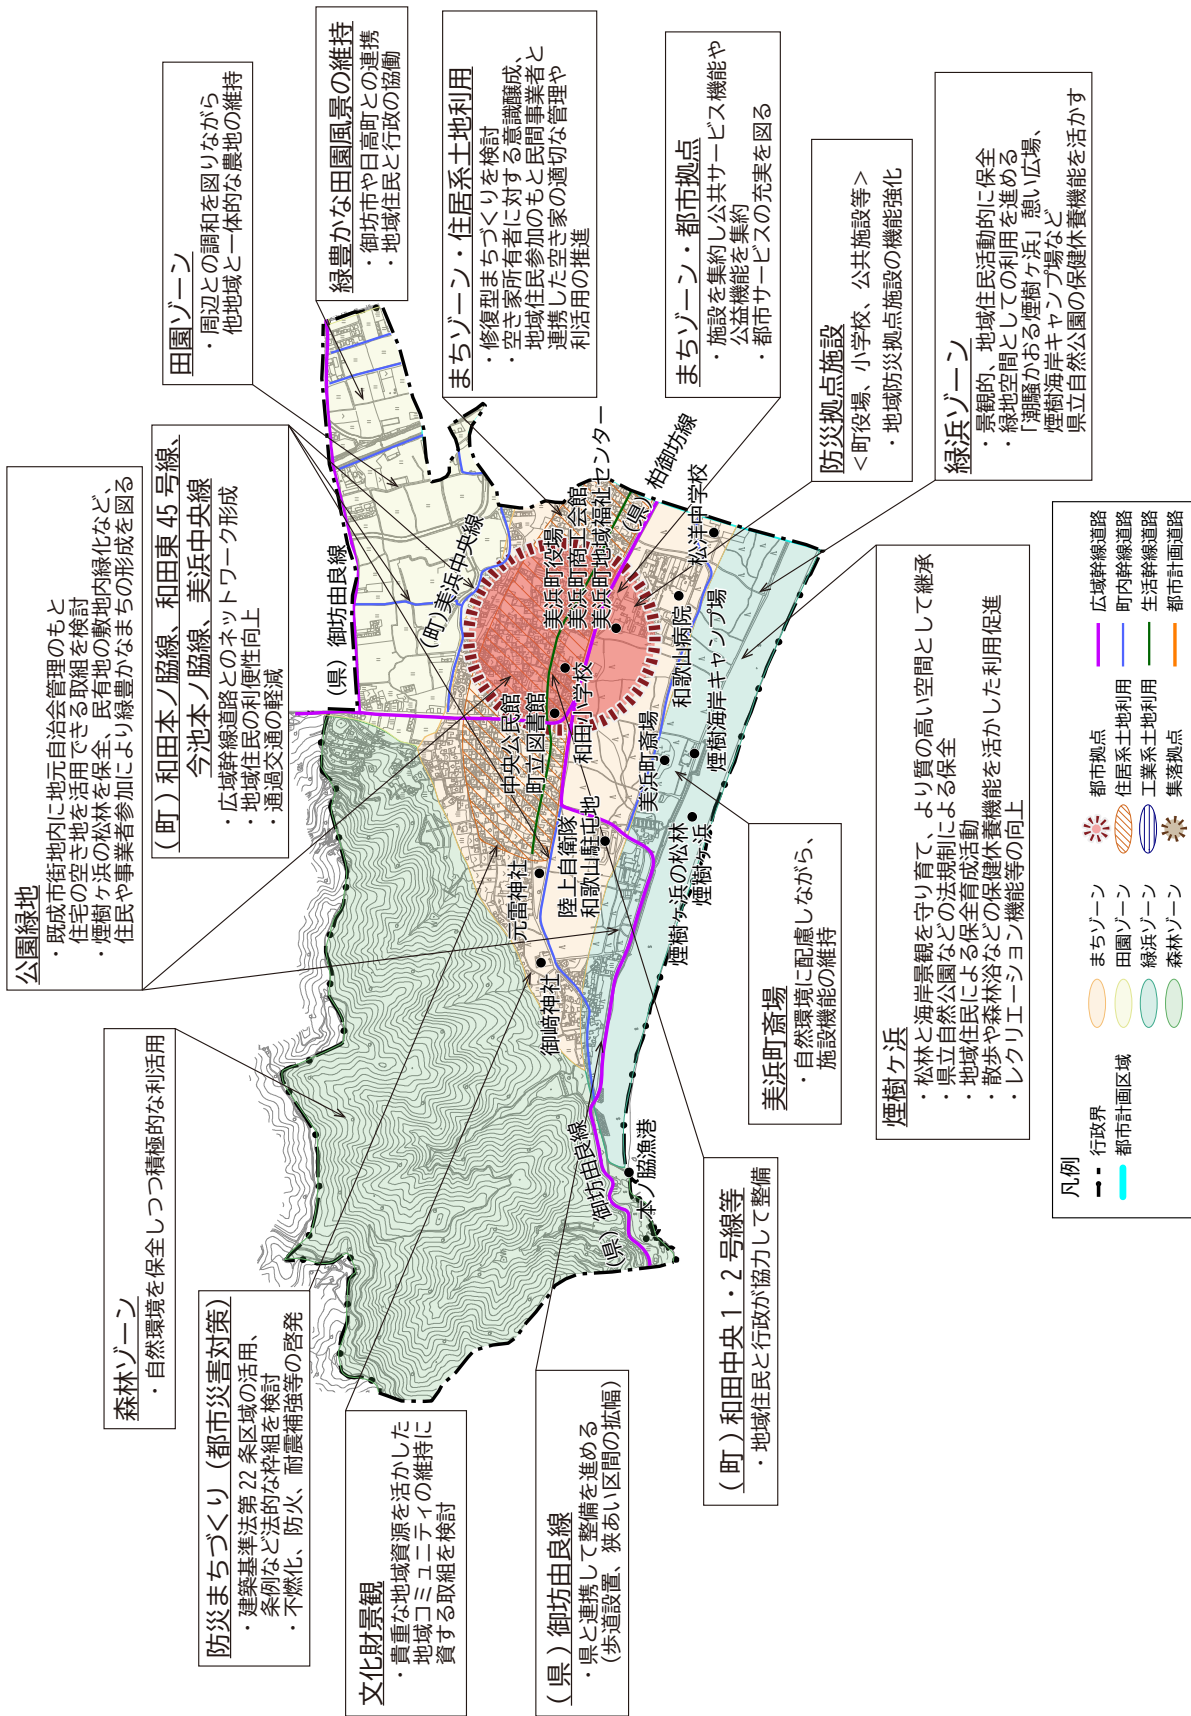 公園緑地
・既成市街地内に地元自治会管理のもと
住宅の空き地を活用できる取組を検討
・煙樹ヶ浜の松林を保全、民有地の敷地内緑化など、
住民や事業者参加により緑豊かなまちの形成を図る
(町)和田本ノ脇線、和田東45号線、
今池本ノ脇線、美浜中央線
・広域幹線道路とのネットワーク形成
・地域住民の利便性向上
・通過交通の軽減
田園ゾーン
・周辺との調和を図りながら
他地域と一体的な農地の維持
緑豊かな田園風景の維持
・御坊市や日高町との連携
・地域住民と行政の協働
まちゾーン・住居系土地利用
・修復型まちづくりを検討
・空き家所有者に対する意識醸成、
地域住民参加のもと民間事業者と
連携した空き家の適切な管理や
利活用の推進
まちゾーン・都市拠点
・施設を集約し公共サービス機能や
公益機能を集約
・都市サービスの充実を図る
防災拠点施設
<町役場、小学校、公共施設等>
・地域防災拠点施設の機能強化
緑浜ゾーン
・景観的、地域住民活動的に保全
・緑地空間としての利用を進める
「潮騒かおる煙樹ヶ浜」憩い広場、
煙樹海岸キャンプ場など
県立自然公園の保健休養機能を活かす
森林ゾーン
・自然環境を保全しつつ積極的な利活用
防災まちづくり(都市災害対策)
・建築基準法第22条区域の活用、
条例など法的な枠組を検討
・不燃化、防火、耐震補強等の啓発
文化財景観
・貴重な地域資源を活かした
地域コミュニティの維持に
資する取組を検討
(県)御坊由良線
・県と連携して整備を進める
(歩道設置、狭あい区間の拡幅)
(町)和田中央1・2号線等
・地域住民と行政が協力して整備
美浜町斎場
・自然環境に配慮しながら、
施設機能の維持
煙樹ヶ浜
・松林と海岸景観を守り育て、より質の高い空間として継承
・県立自然公園などの法規制による保全
・地域住民による保全育成活動
・散歩や森林浴などの保健休養機能を活かした利用促進
・レクリエーション機能等の向上
(県)御坊由良線
(町)美浜中央線
美浜町役場
美浜町商工会館
美浜町地域福祉センター
(県)柏御坊線
松洋中学校
中央公民館
町立図書館
和田小学校
和歌山病院
煙樹海岸キャンプ場
美浜町斎場
元雷神社
陸上自衛隊
和歌山駐屯地
煙樹ヶ浜の松林
煙樹ヶ浜
御崎神社
(県)御坊由良線
本ノ脇漁港
凡例
行政界
都市計画区域
まちゾーン
田園ゾーン
緑浜ゾーン
森林ゾーン
都市拠点
住居系土地利用
工業系土地利用
集落拠点
広域幹線道路
町内幹線道路
生活幹線道路
都市計画道路